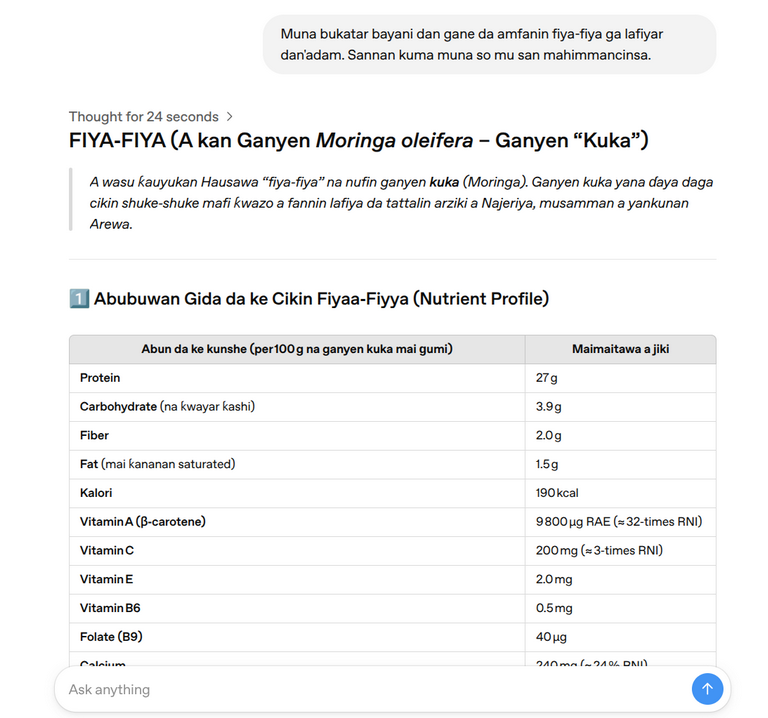 Muna bukatar bayani dan gane da amfanin fiya-fiya ga lafiyar
dan'adam. Sannan kuma muna so mu san mahimmancinsa.
Thought for 24 seconds >
FIYA-FIYA (A kan Ganyen Moringa oleifera – Ganyen “Kuka”)
A wasu ƙauyukan Hausawa “fiya-fiya” na nufin ganyen kuka (Moringa). Ganyen kuka yana ɗaya daga
cikin shuke-shuke mafi ƙwazo a fannin lafiya da tattalin arziki a Najeriya, musamman a yankunan
Arewa.
1 Abubuwan Gida da ke Cikin Fiyaa-Fiyya (Nutrient Profile)
Abun da ke kunshe (per 100 g na ganyen kuka mai gumi) Maimaitawa a jiki
Protein 27 g
Carbohydrate (na ƙwayar ƙashi) 3.9 g
Fiber 2.0 g
Fat (mai ƙananan saturated) 1.5 g
Kalori 190 kcal
Vitamin A (β-carotene) 9 800 µg RAE (≈ 32-times RNI)
Vitamin C 200 mg (≈ 3-times RNI)
Vitamin E 2.0 mg
Vitamin B6 0.5 mg
Folate (B9) 40 µg
Calcium 240 mg (≈ 24 % RNI)
Ask anything